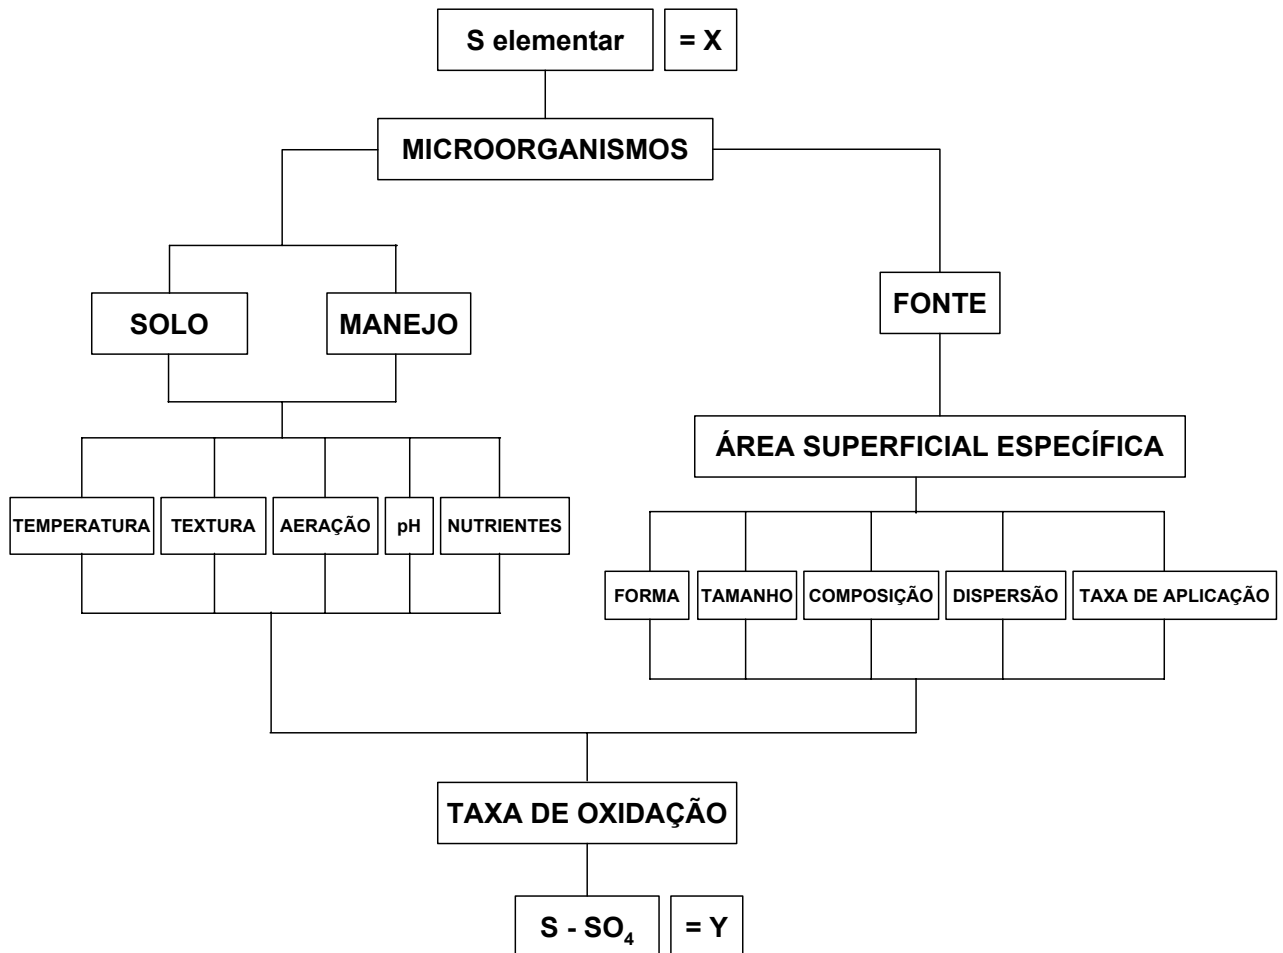 S elementar
= X
MICROORGANISMOS
SOLO
MANEJO
FONTE
ÁREA SUPERFICIAL ESPECÍFICA
TEMPERATURA
TEXTURA
AERAÇÃO
pH
NUTRIENTES
FORMA
TAMANHO
COMPOSIÇÃO
DISPERSÃO
TAXA DE APLICAÇÃO
TAXA DE OXIDAÇÃO
S - SO₄
= Y